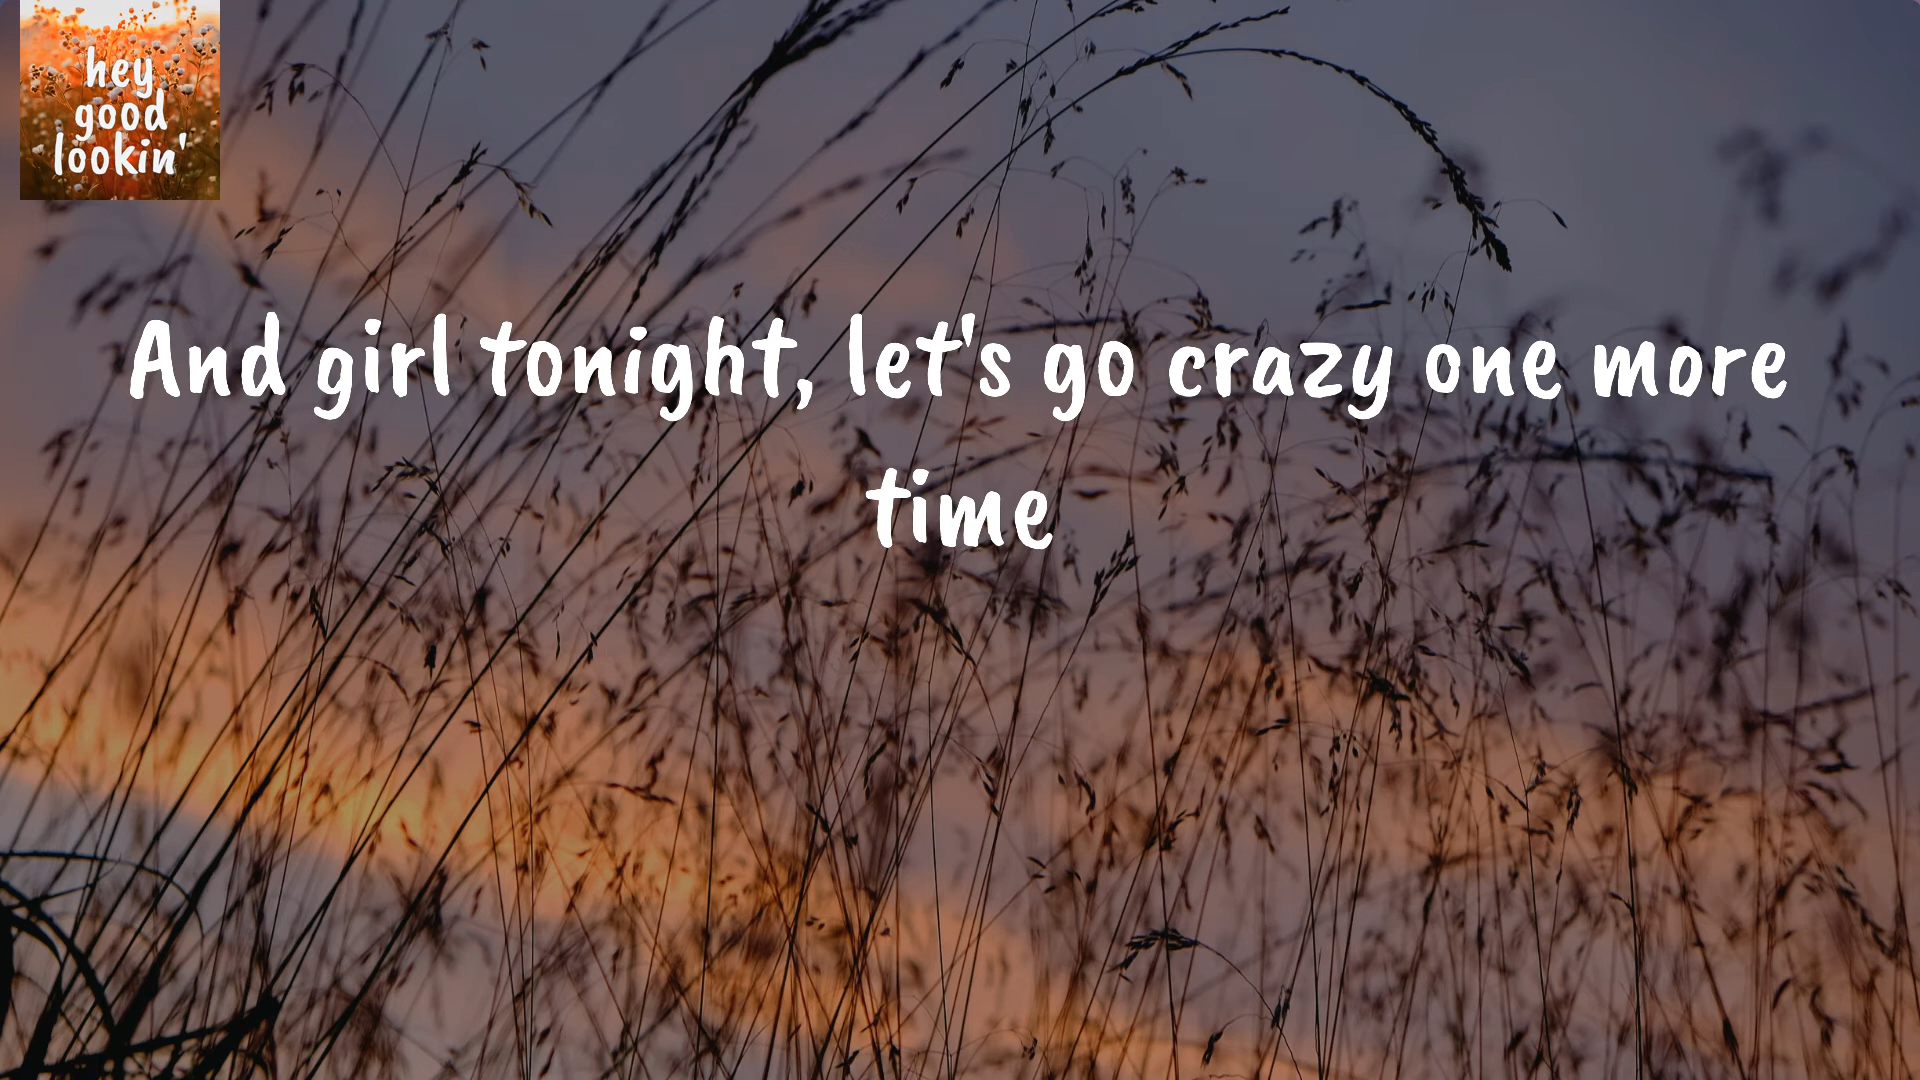 hey
good
lookin'
And girl tonight, let's go crazy one more
time